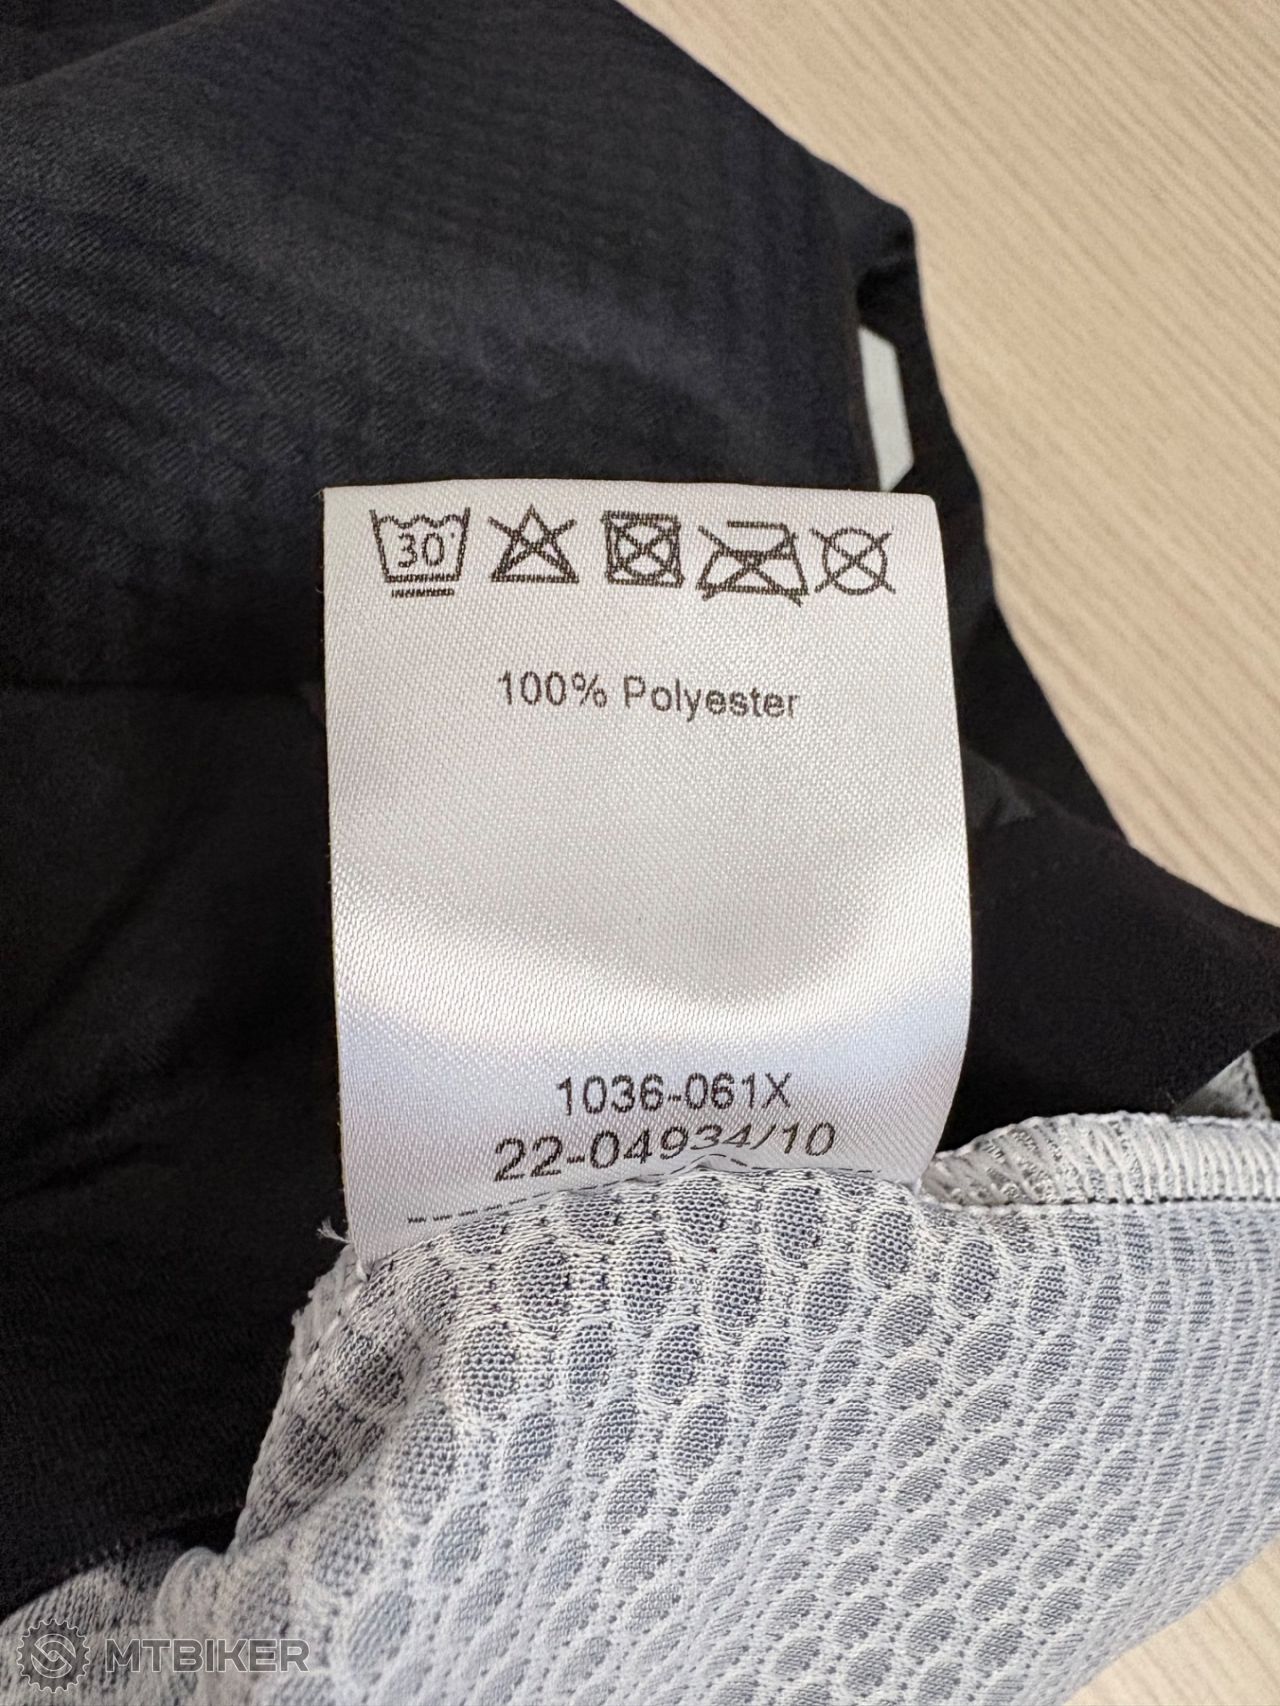 30°
100% Polyester
1036-061X
22-04934/10
MTBIKER